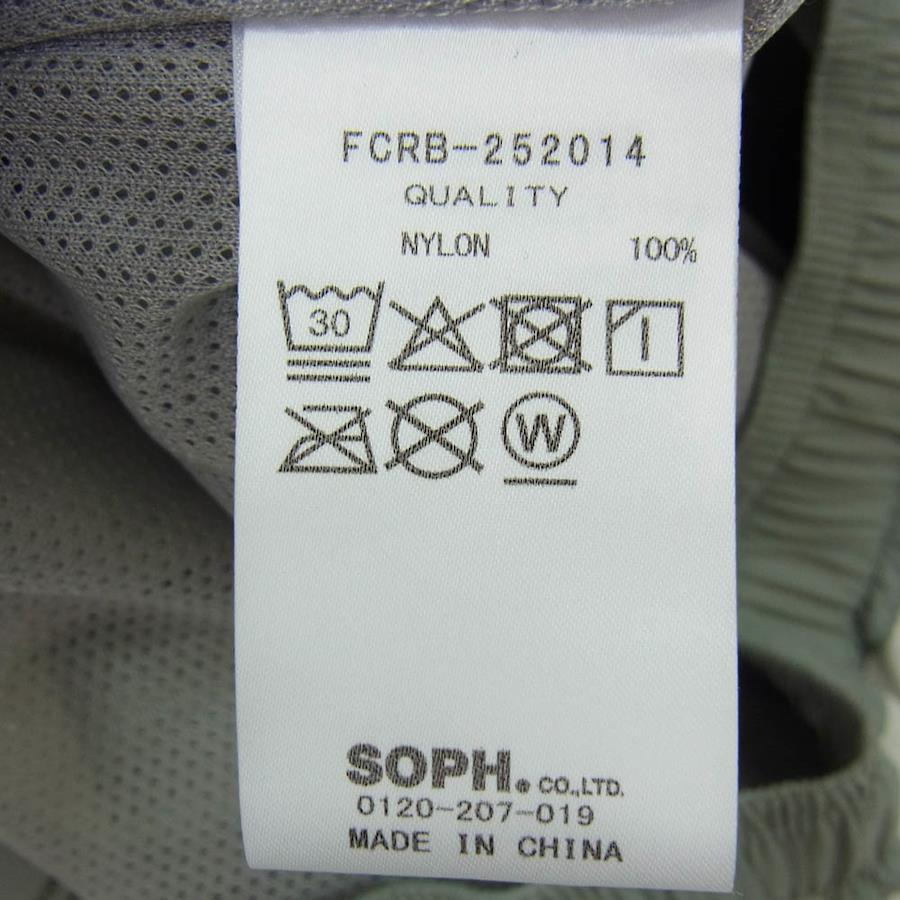 FCRB-252014
QUALITY
NYLON 100%
30
W
SOPH. CO.,LTD.
0120-207-019
MADE IN CHINA